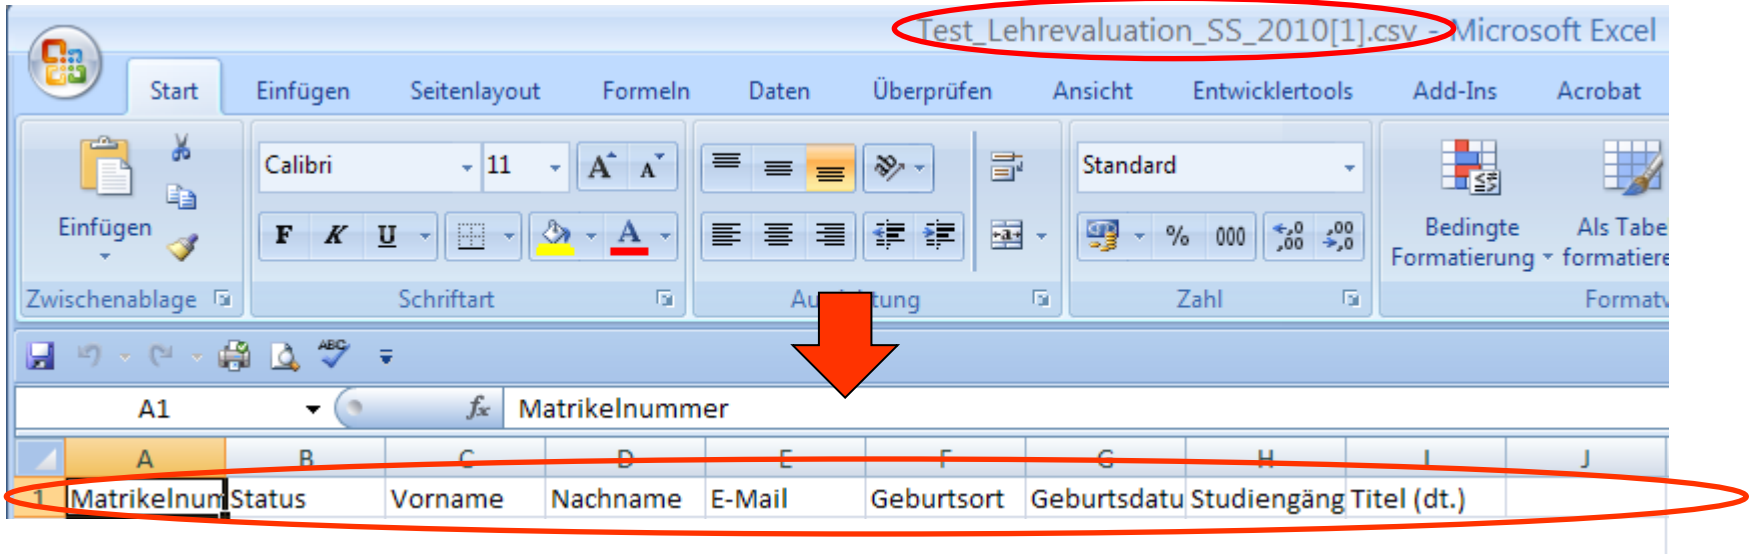 Test_Lehrevaluation_SS_2010[1].csv - Microsoft Excel
Start Einfügen Seitenlayout Formeln Daten Überprüfen Ansicht Entwicklertools Add-Ins Acrobat
Calibri 11 A A Standard
Einfügen F K U A % 000 Bedingte Als Tabe
Formatierung formatiere
Zwischenablage Schriftart Zahl Formatv
ABC
A1 fx Matrikelnummer
A B C D E F G H I J
1 Matrikelnum Status Vorname Nachname E-Mail Geburtsort Geburtsdatu Studiengäng Titel (dt.)